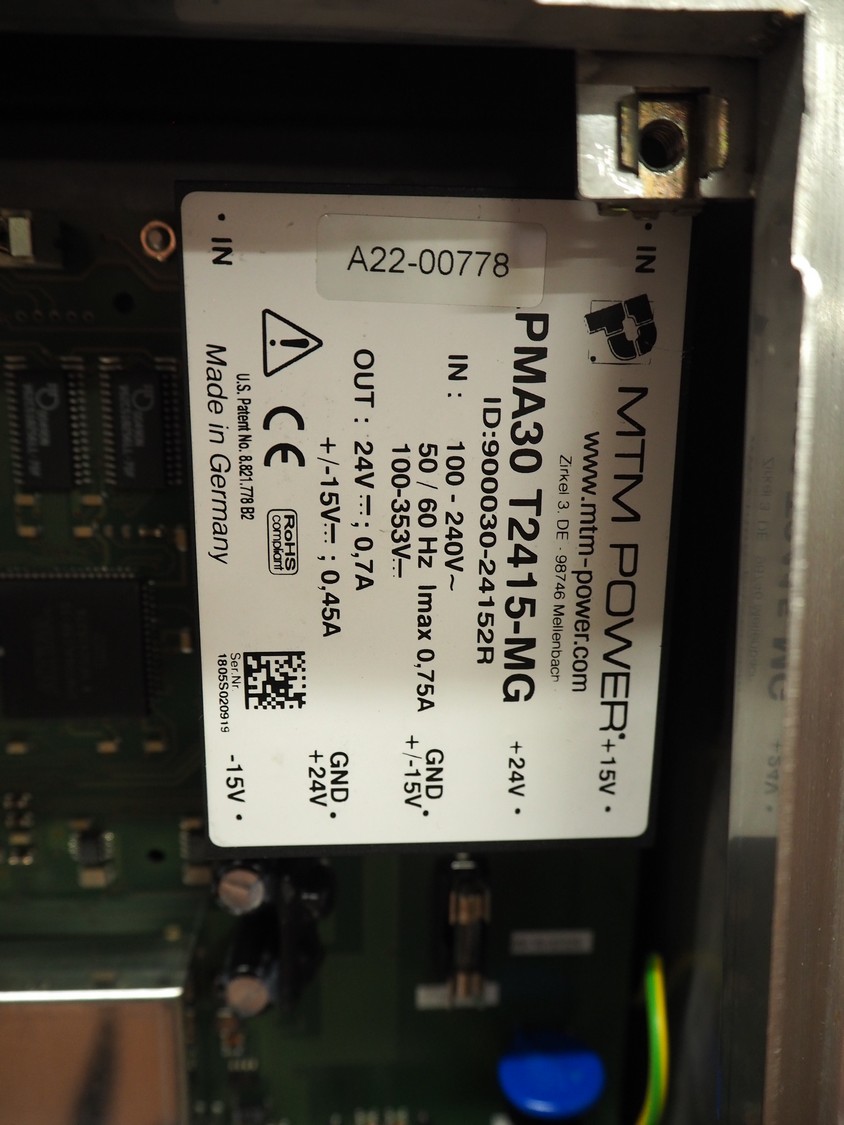 • IN
MTM POWER®
www.mtm-power.com
Zirkel 3. DE - 98746 Mellenbach
PMA30 T2415-MG
ID:900030-24152R
IN : 100 - 240V~
50 / 60 Hz Imax 0,75A
100-353V⎓
OUT : 24V⎓; 0,7A
+/-15V⎓; 0,45A
CE
RoHS
compliant
U.S. Patent No. 8.821.778 B2
Made in Germany
• IN
A22-00778
Ser.Nr.
1805S020919
+15V •
+24V •
GND •
+/-15V
GND •
+24V
-15V •